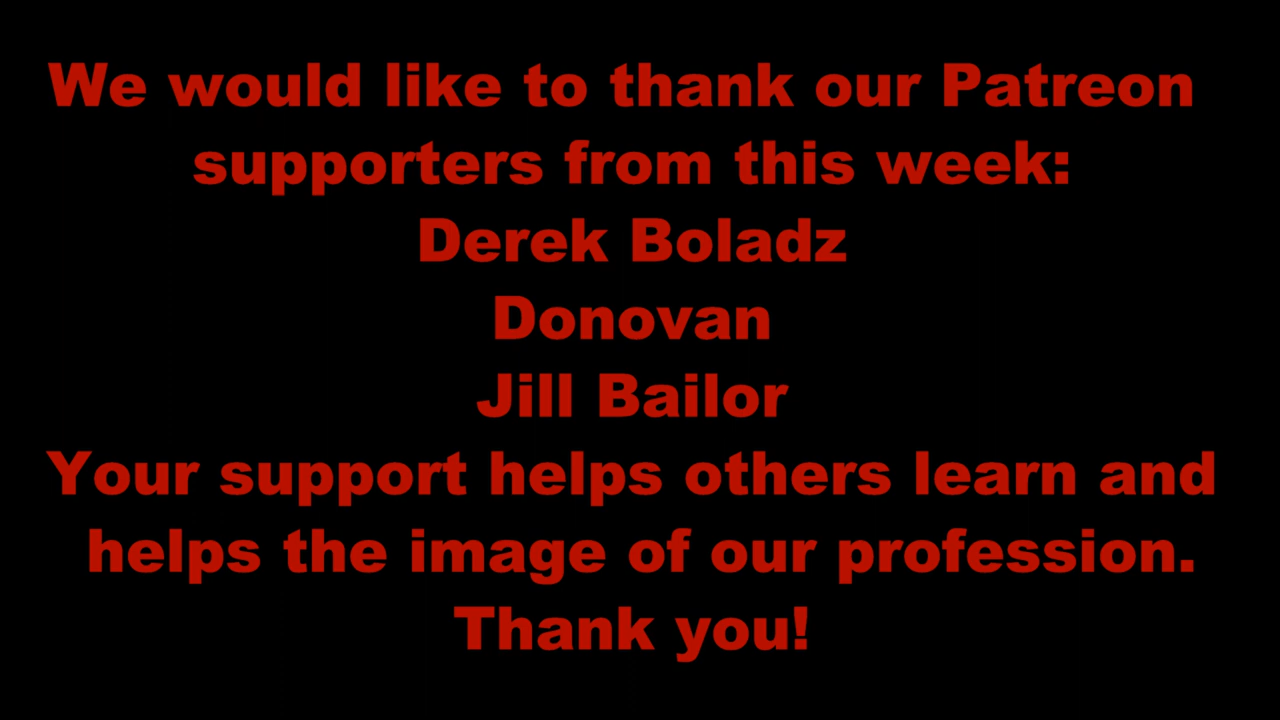 We would like to thank our Patreon
supporters from this week:
Derek Boladz
Donovan
Jill Bailor
Your support helps others learn and
helps the image of our profession.
Thank you!